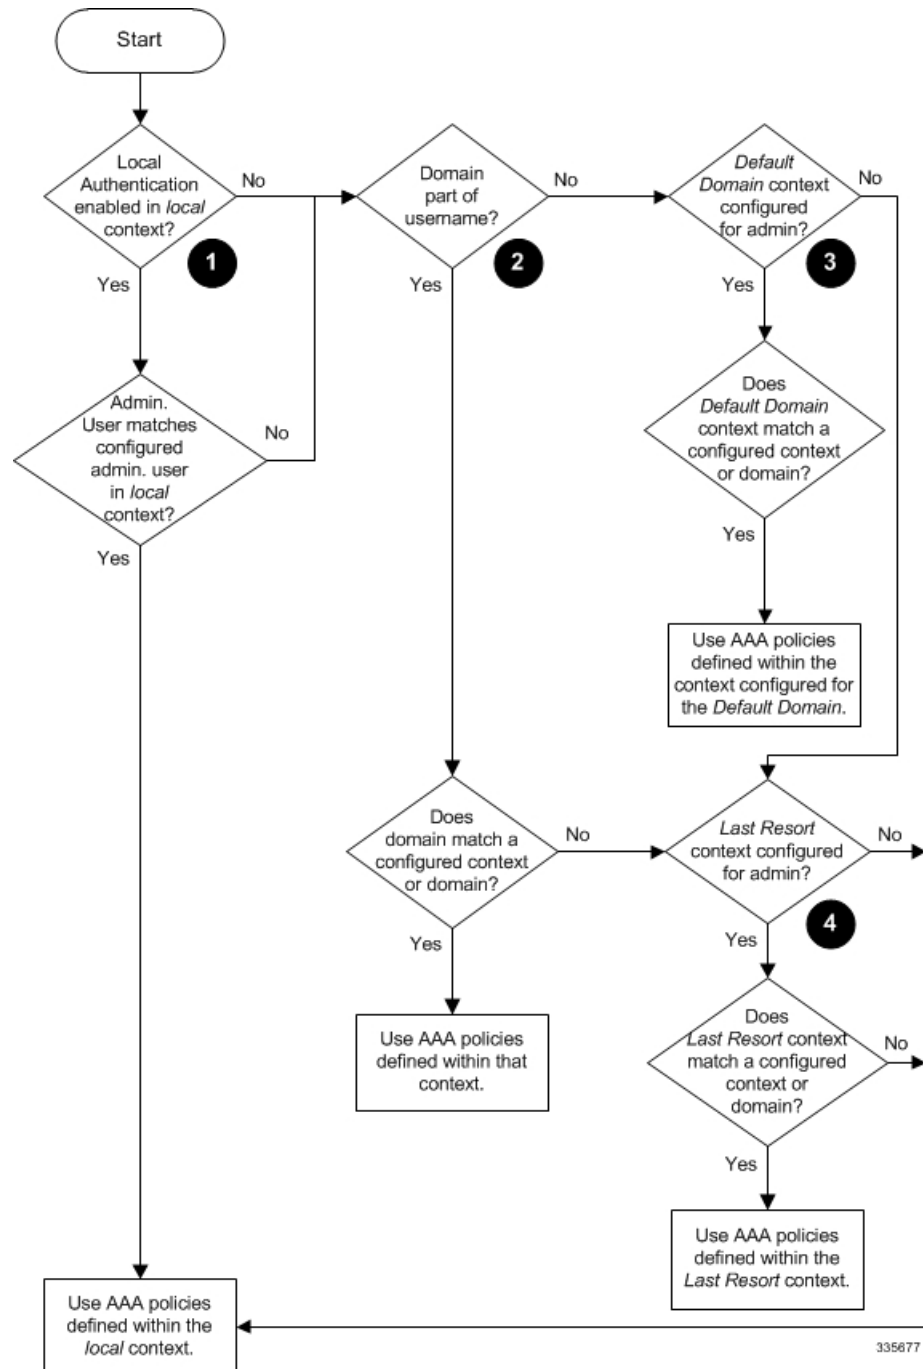 Start
Local
Authentication
enabled in local
context?
No
1
Yes
Domain
part of
username?
No
2
Yes
Default
Domain context
configured
for admin?
No
3
Yes
Admin.
User matches
configured
admin. user
in local
context?
No
Yes
Does
Default Domain
context match a
configured context
or domain?
Yes
Use AAA policies
defined within the
context configured for
the Default Domain.
Does
domain match a
configured context
or domain?
No
Yes
Last Resort
context configured
for admin?
No
4
Yes
Use AAA policies
defined within that
context.
Does
Last Resort context
match a configured
context or
domain?
No
Yes
Use AAA policies
defined within the
Last Resort context.
Use AAA policies
defined within the
local context.
335677